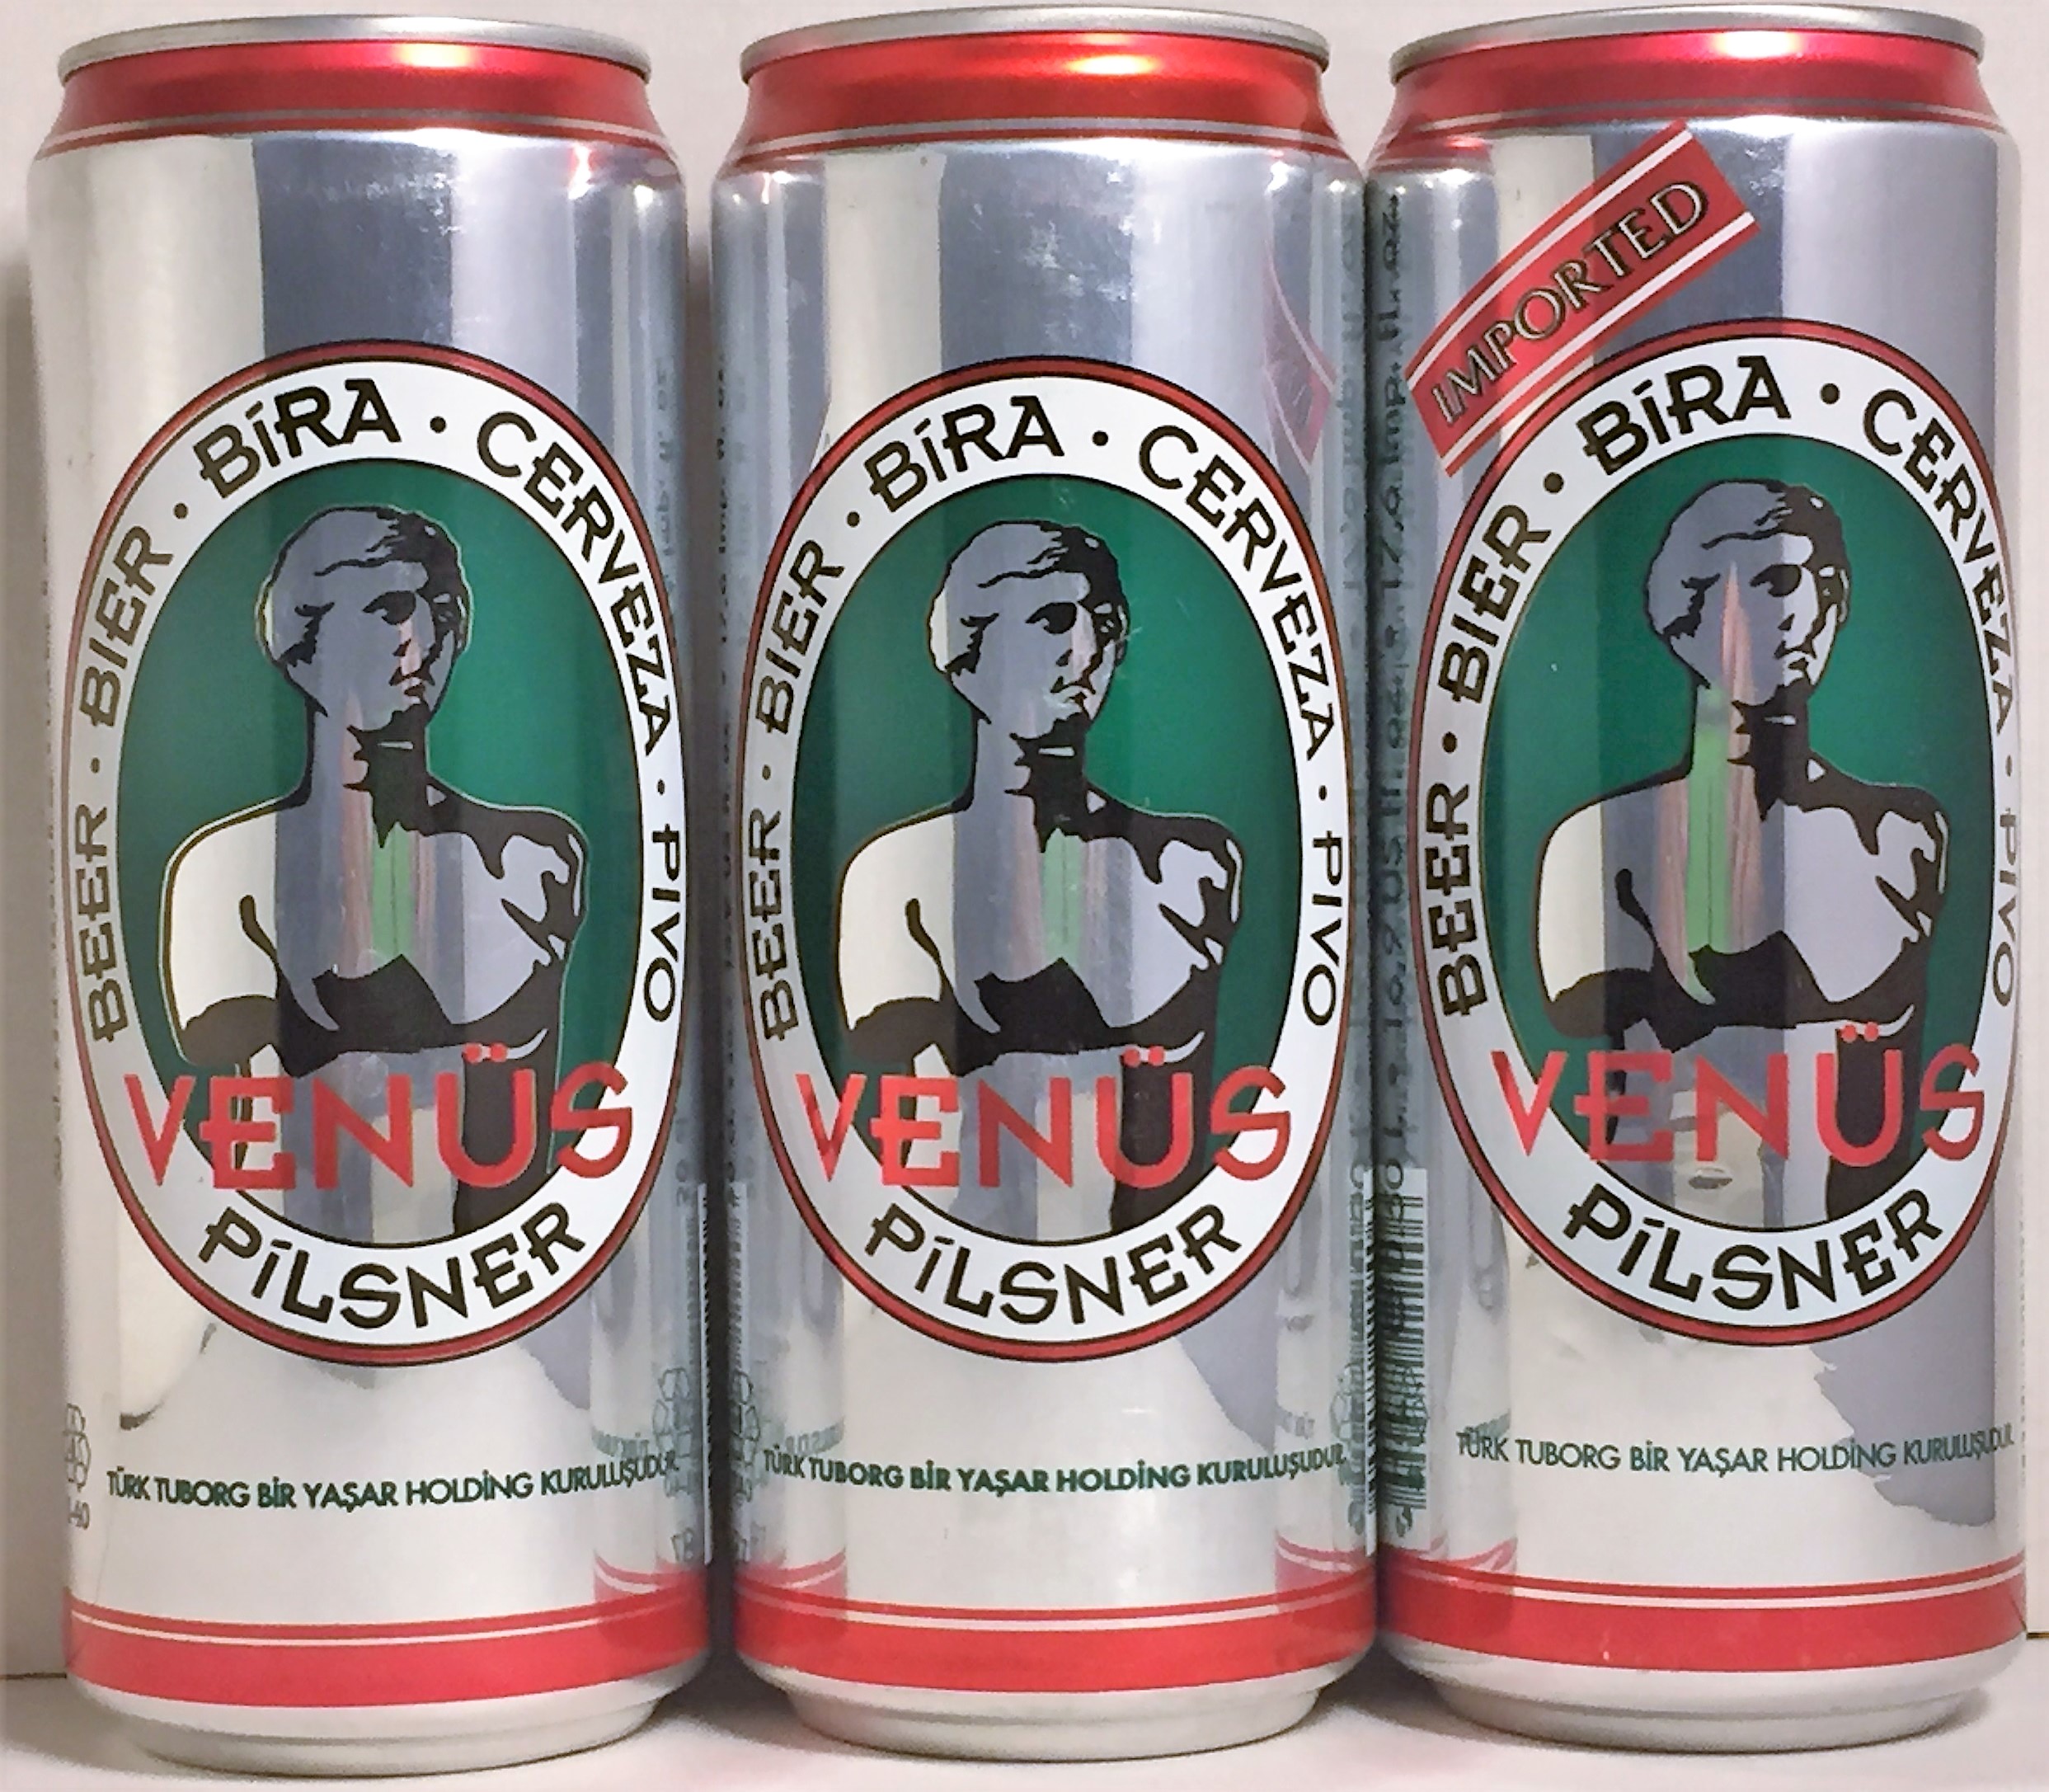 BEER · BIER · BİRA · CERVEZA · PIVO
VENÜS
PİLSNER
TÜRK TUBORG BİR YAŞAR HOLDİNG KURULUŞUDUR.
BEER · BIER · BİRA · CERVEZA · PIVO
VENÜS
PİLSNER
TÜRK TUBORG BİR YAŞAR HOLDİNG KURULUŞUDUR.
IMPORTED
BEER · BIER · BİRA · CERVEZA · PIVO
VENÜS
PİLSNER
TÜRK TUBORG BİR YAŞAR HOLDİNG KURULUŞUDUR.